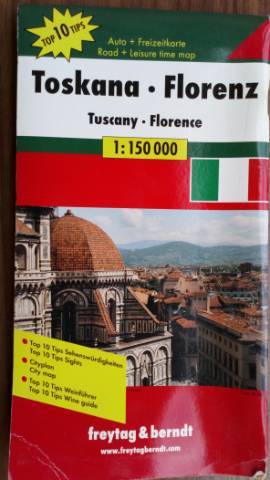 TOP 10 TIPS
Auto + Freizeitkarte
Road + Leisure time map
Toskana · Florenz
Tuscany · Florence
1:150 000
Top 10 Tips Sehenswürdigkeiten
Top 10 Tips Sights
Cityplan
City map
Top 10 Tips Weinführer
Top 10 Tips Wine guide
freytag & berndt
www.freytagberndt.com